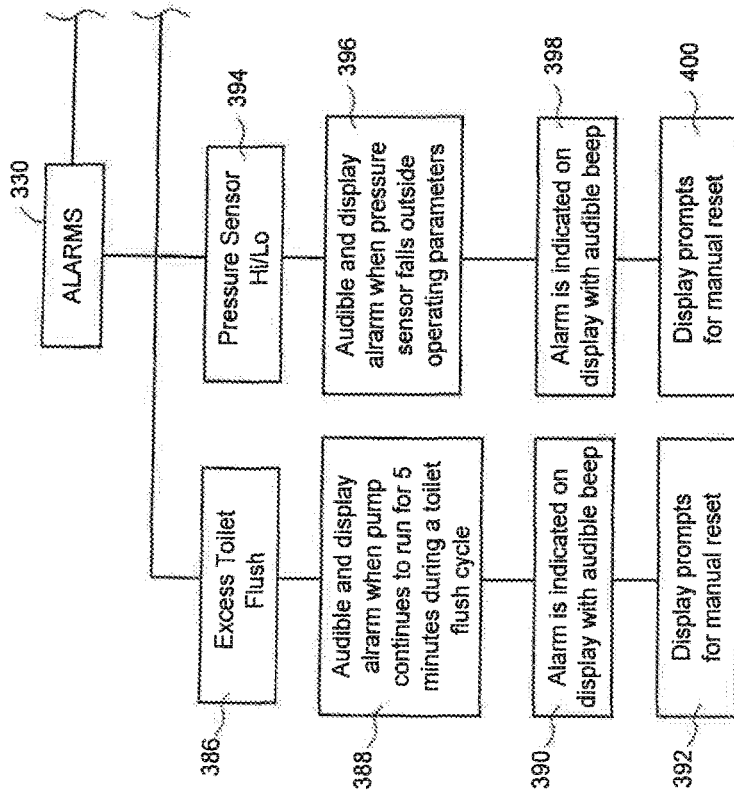 330
ALARMS
386
Excess Toilet
Flush
388
Audible and display
alrarm when pump
continues to run for 5
minutes during a toilet
flush cycle
390
Alarm is indicated on
display with audible beep
392
Display prompts
for manual reset
394
Pressure Sensor
Hi/Lo
396
Audible and display
alrarm when pressure
sensor falls outside
operating parameters
398
Alarm is indicated on
display with audible beep
400
Display prompts
for manual reset